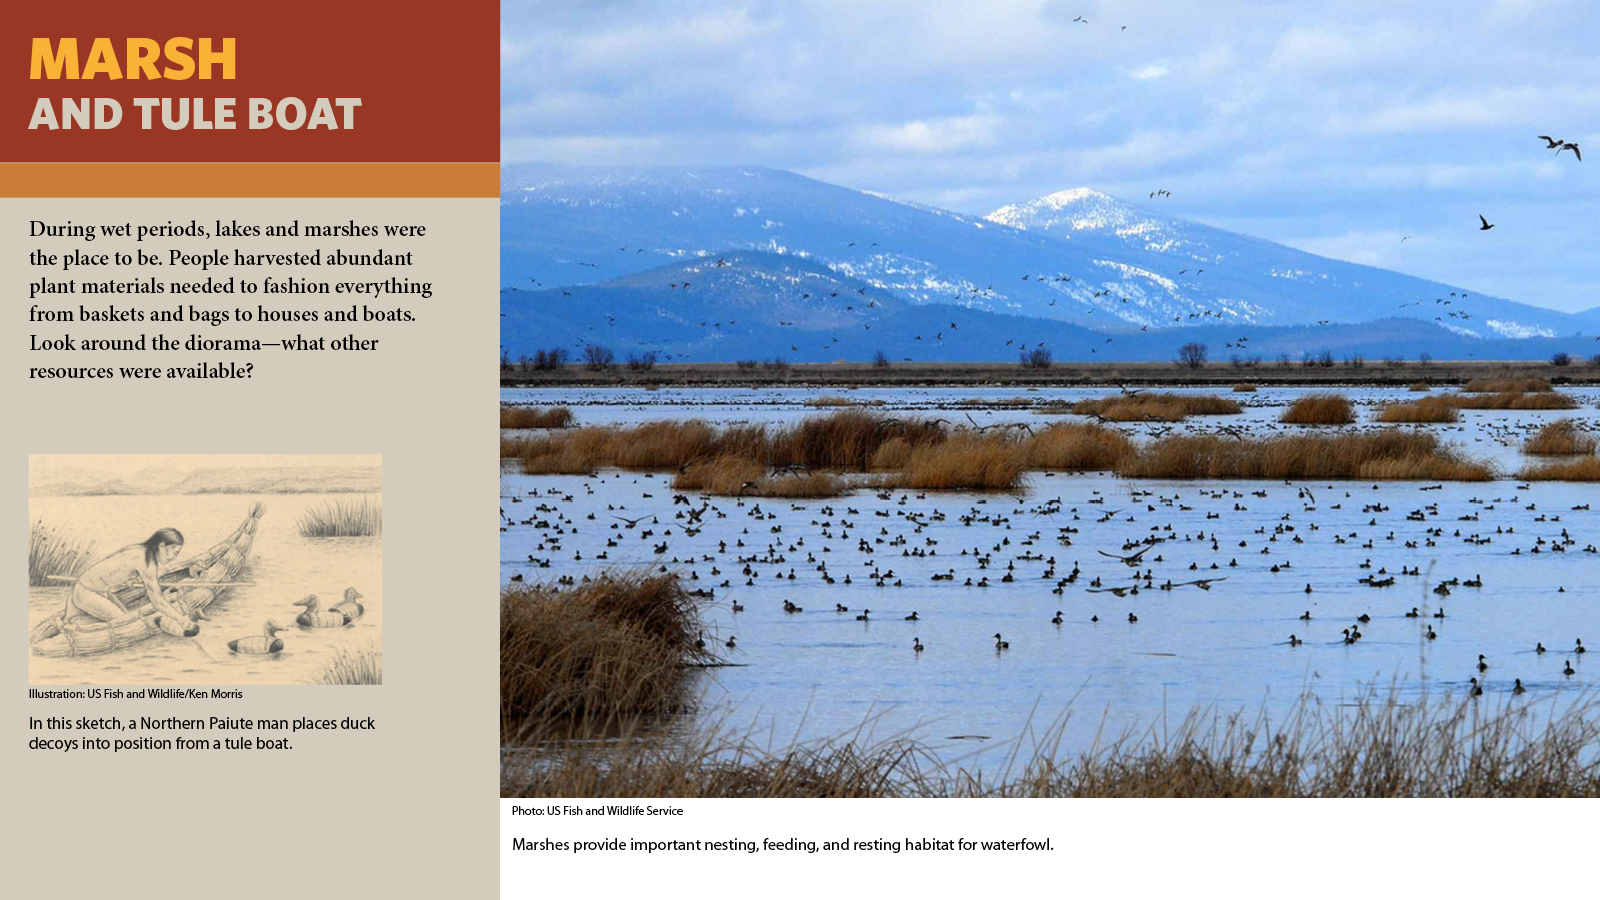 MARSH
AND TULE BOAT
During wet periods, lakes and marshes were
the place to be. People harvested abundant
plant materials needed to fashion everything
from baskets and bags to houses and boats.
Look around the diorama—what other
resources were available?
Illustration: US Fish and Wildlife/Ken Morris
In this sketch, a Northern Paiute man places duck
decoys into position from a tule boat.
Photo: US Fish and Wildlife Service
Marshes provide important nesting, feeding, and resting habitat for waterfowl.